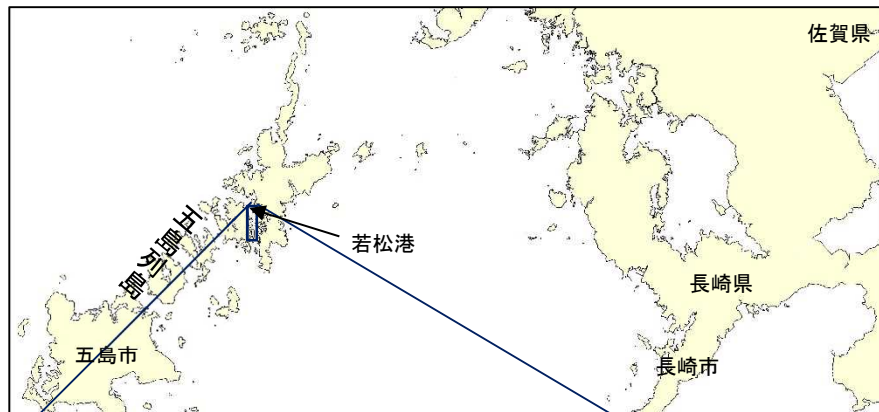 佐賀県
五島列島
若松港
長崎県
五島市
長崎市